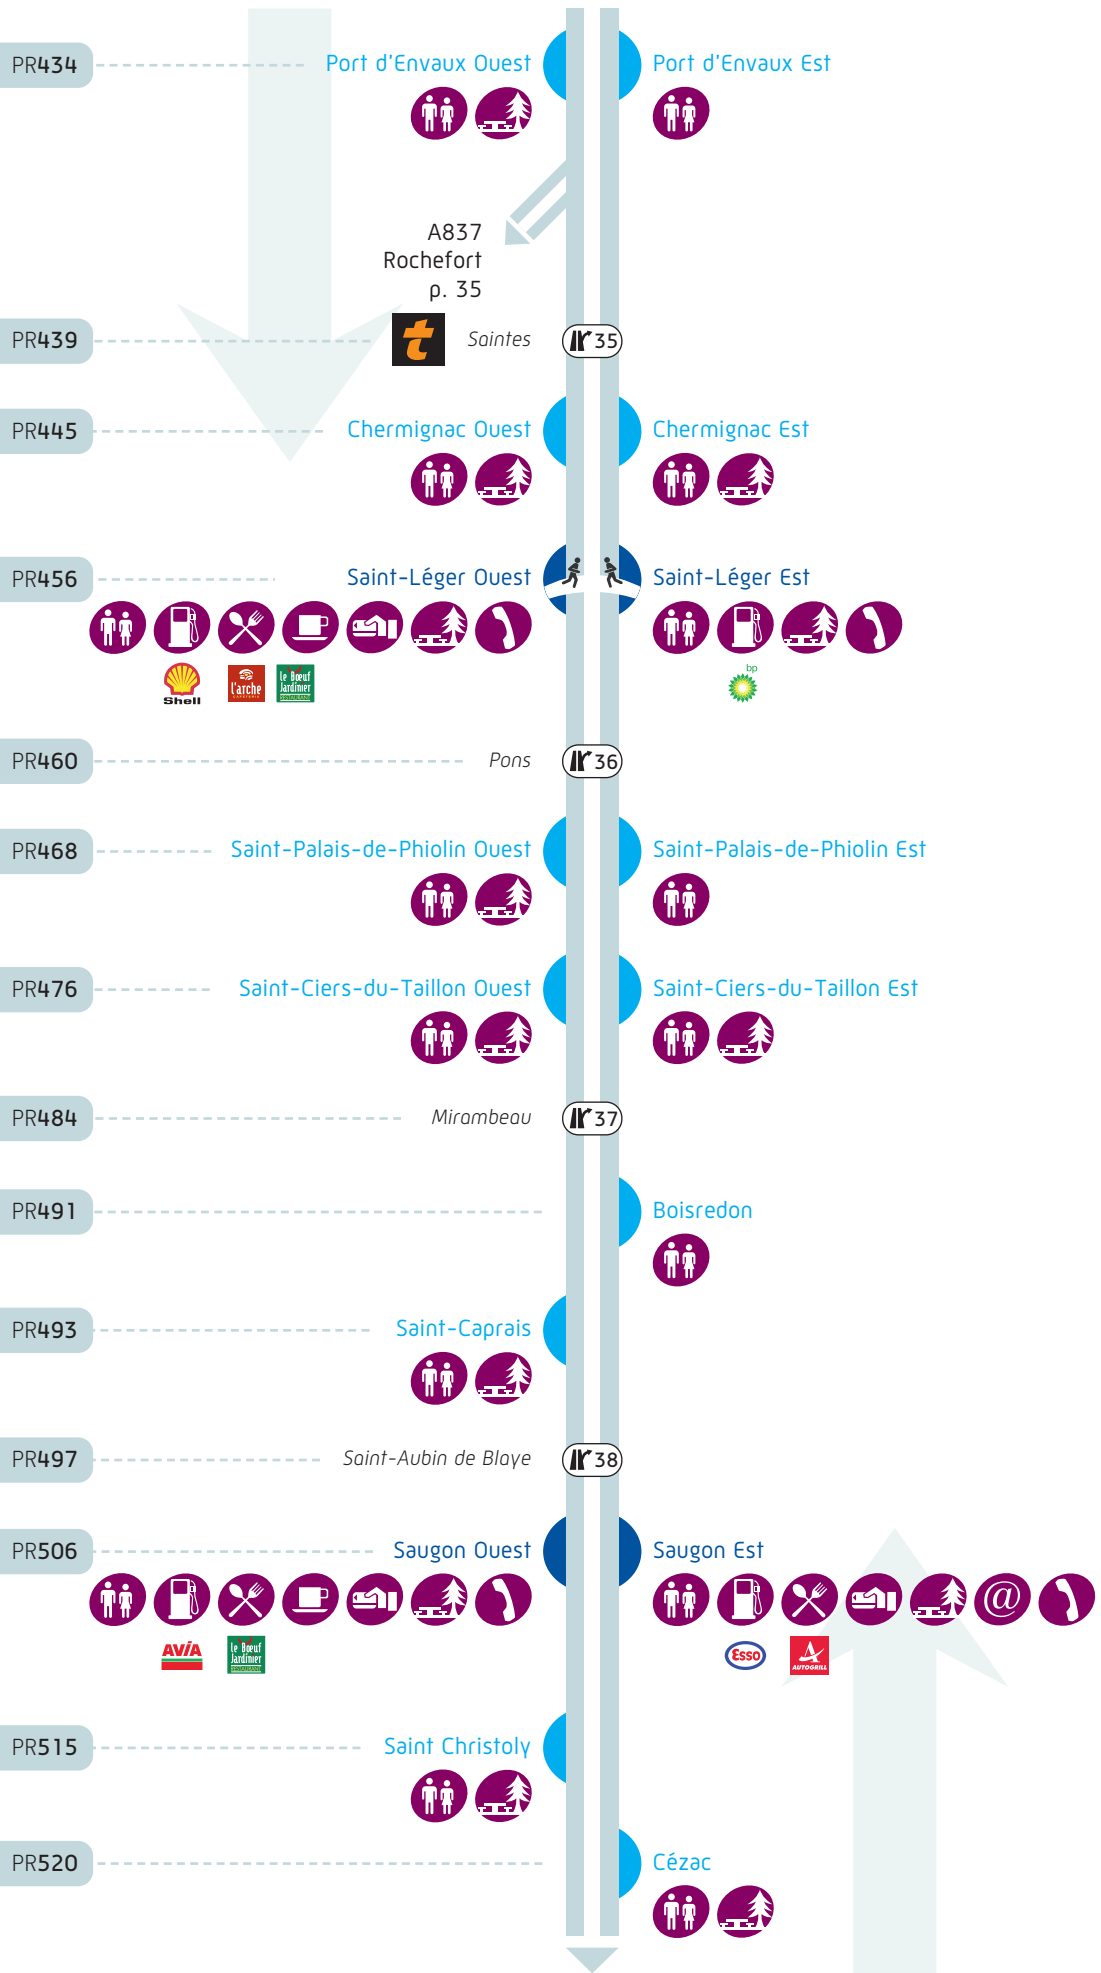 PR434
Port d'Envaux Ouest
Port d'Envaux Est
A837
Rochefort
p. 35
PR439
t
Saintes
35
PR445
Chermignac Ouest
Chermignac Est
PR456
Saint-Léger Ouest
Saint-Léger Est
Shell
l'arche
CAFETERIE
le Bœuf
Jardinier
RESTAURANT
bp
PR460
Pons
36
PR468
Saint-Palais-de-Phiolin Ouest
Saint-Palais-de-Phiolin Est
PR476
Saint-Ciers-du-Taillon Ouest
Saint-Ciers-du-Taillon Est
PR484
Mirambeau
37
PR491
Boisredon
PR493
Saint-Caprais
PR497
Saint-Aubin de Blaye
38
PR506
Saugon Ouest
Saugon Est
@
AVIA
le Bœuf
Jardinier
RESTAURANT
Esso
A
AUTOGRILL
PR515
Saint Christoly
PR520
Cézac